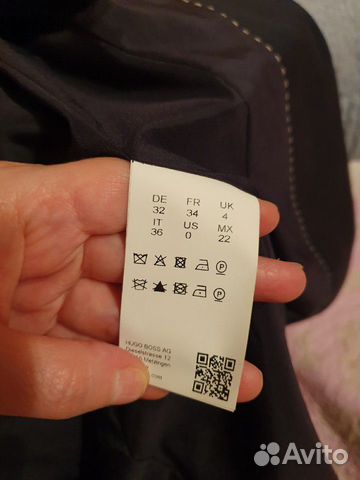 DE FR UK
32 34 4
IT US MX
36 0 22
HUGO BOSS AG
Dieselstrasse 12
Metzingen
.com
Avito